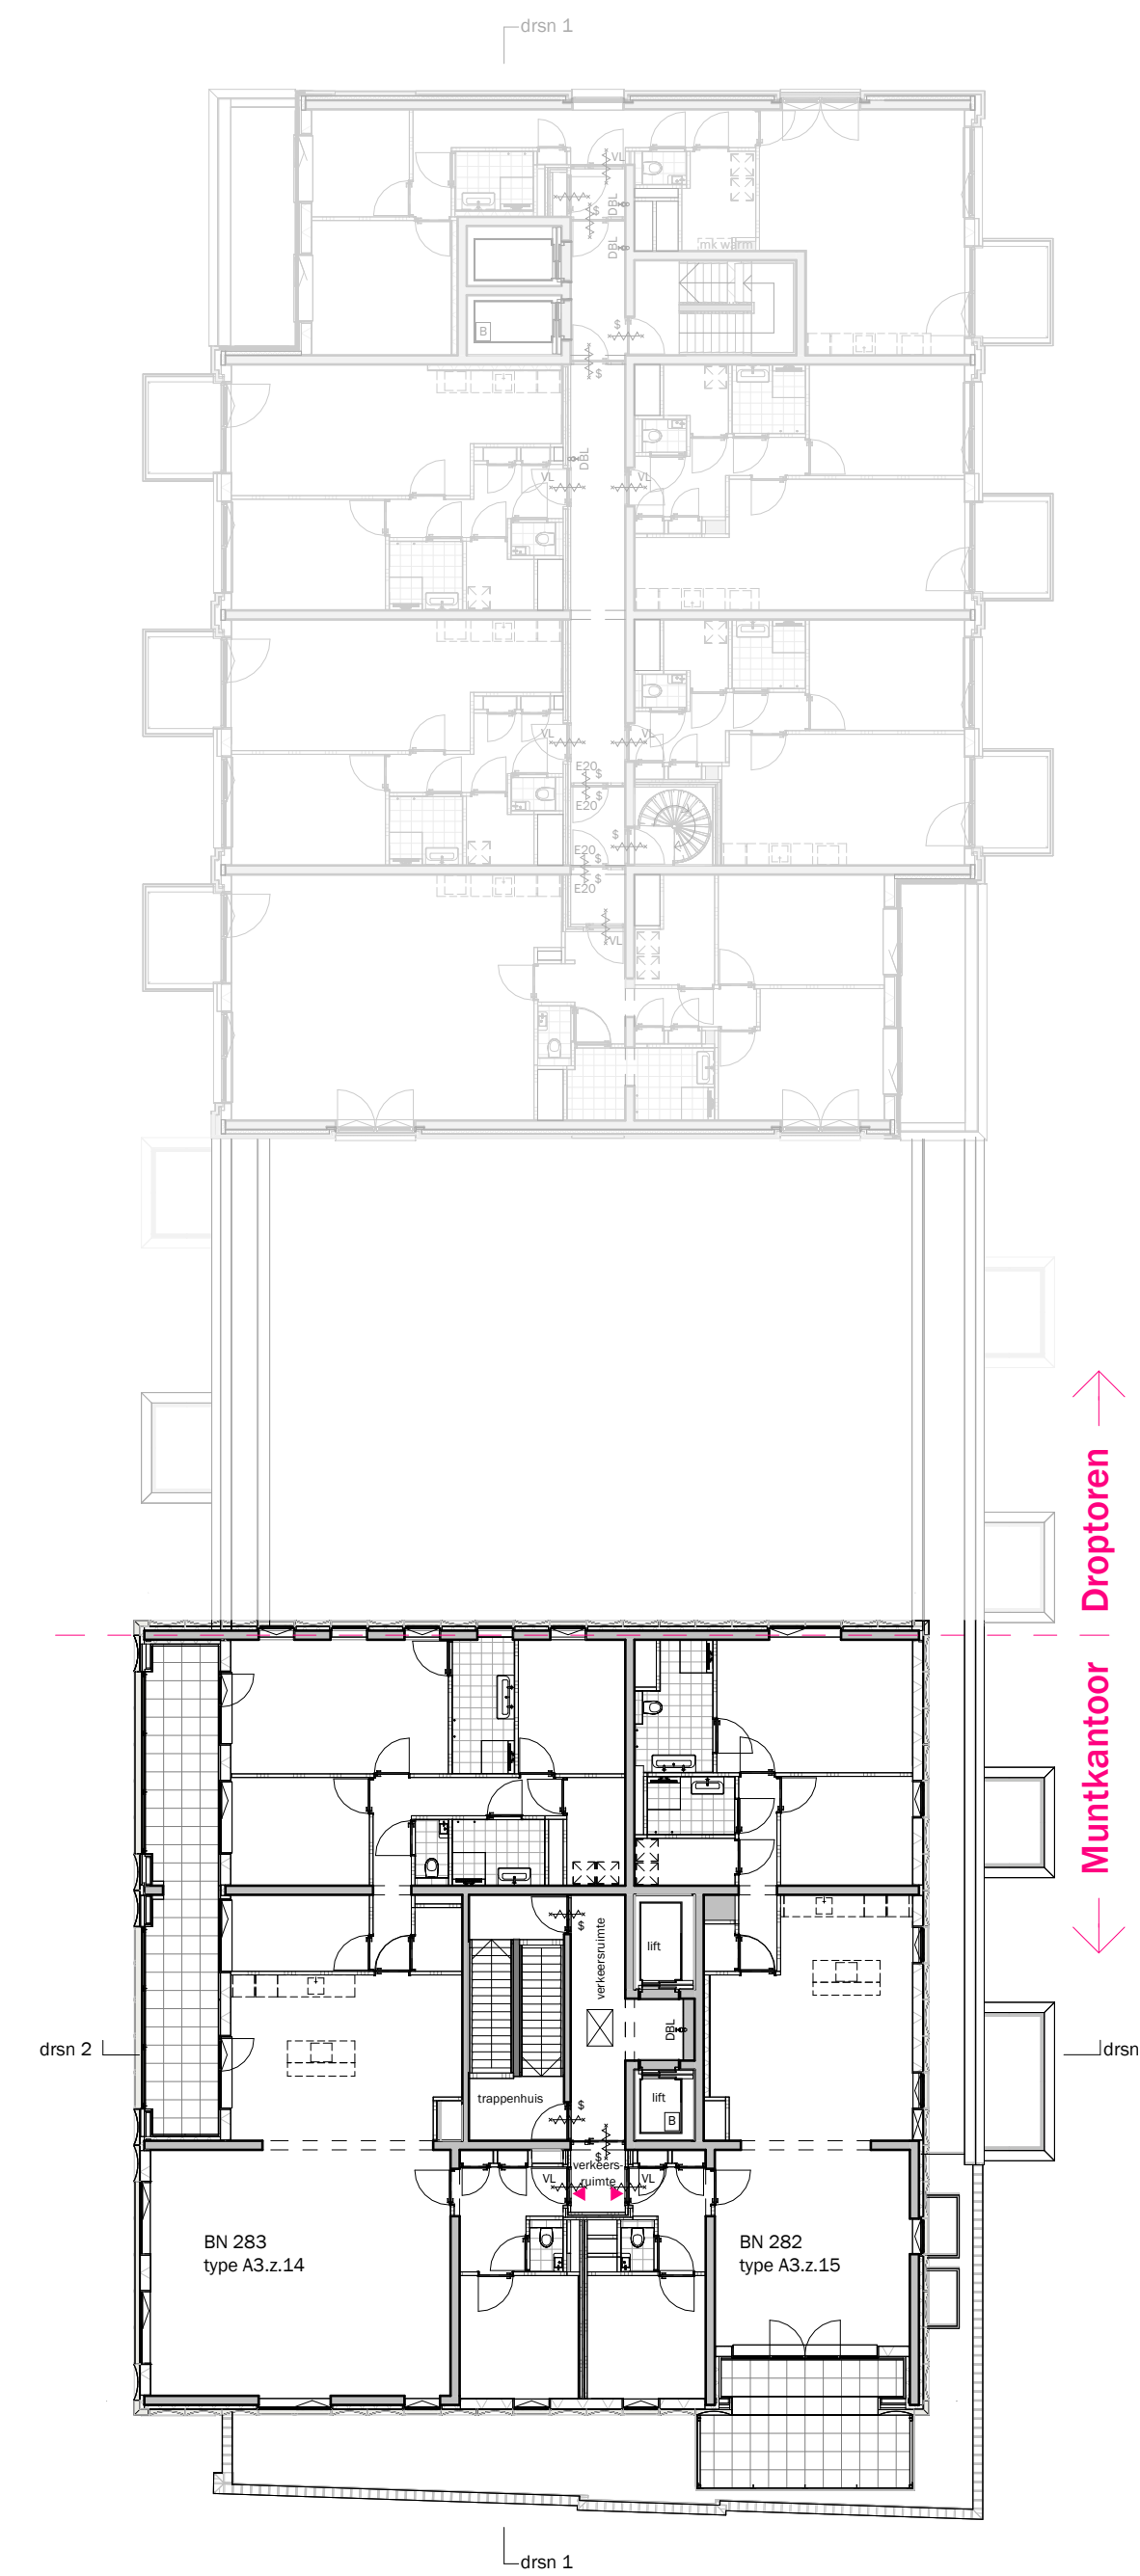 drsn 1
VL
DBL
$
DBL
mk warm
B
$
$
DBL
VL
VL
VL
VL
E20
$
E20
$
$
E20
$
E20
$
VL
Droptoren
Muntkantoor
$
verkeersruimte
lift
DBL
drsn 2
drsn
trappenhuis
lift
$
B
$
verkeers-
ruimte
VL
VL
BN 283
type A3.z.14
BN 282
type A3.z.15
drsn 1